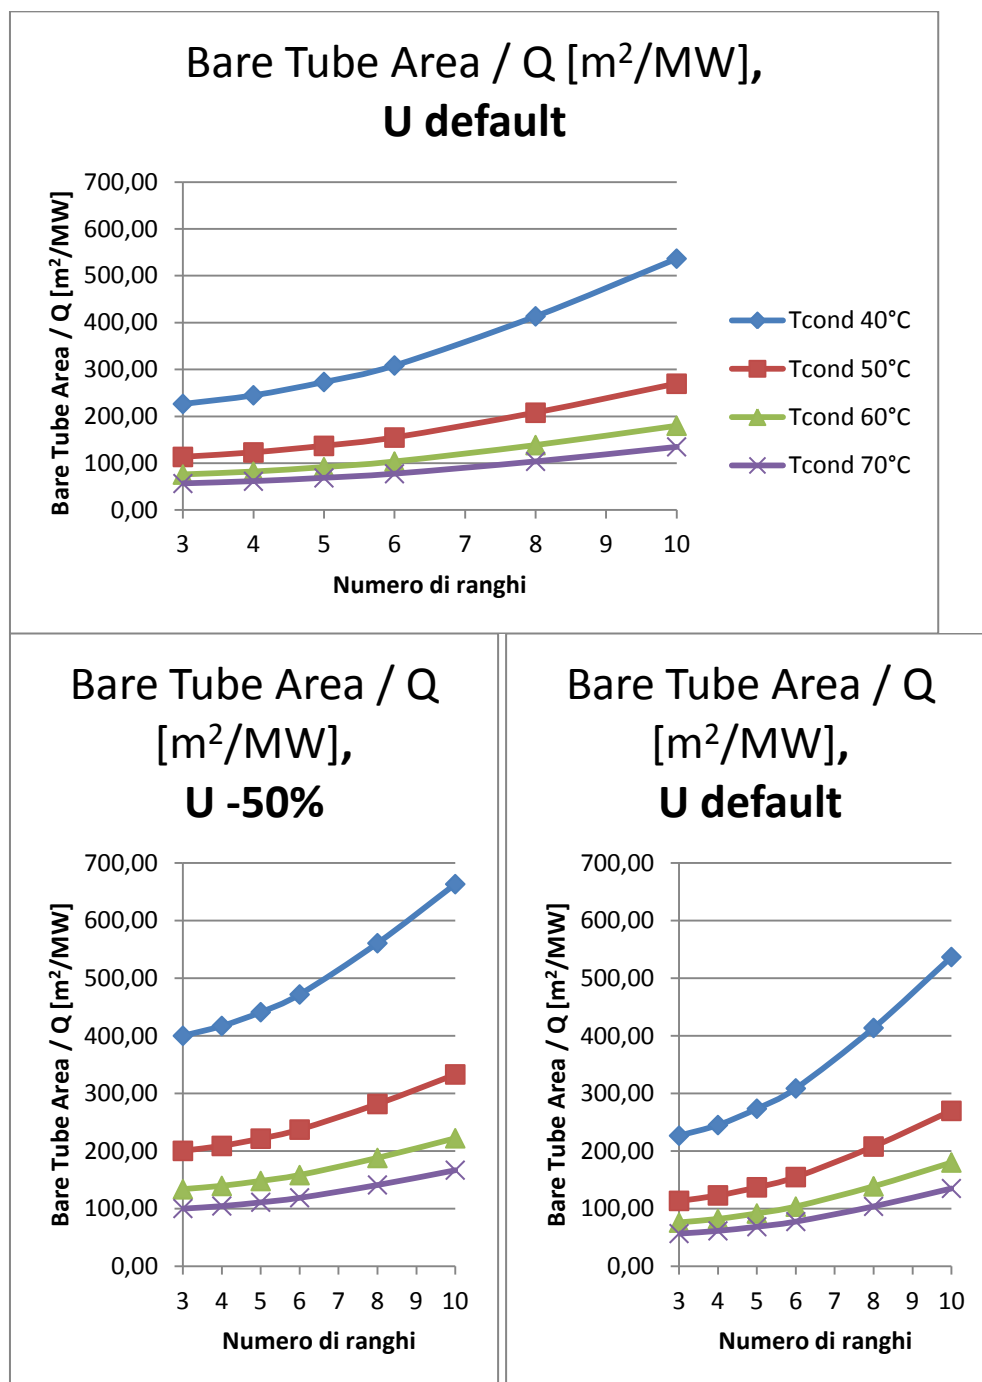 Bare Tube Area / Q [m²/MW],
U default
Bare Tube Area / Q [m²/MW]
700,00
600,00
500,00
400,00
300,00
200,00
100,00
0,00
3 4 5 6 7 8 9 10
Numero di ranghi
Tcond 40°C
Tcond 50°C
Tcond 60°C
Tcond 70°C
Bare Tube Area / Q
[m²/MW],
U -50%
Bare Tube Area / Q [m²/MW]
700,00
600,00
500,00
400,00
300,00
200,00
100,00
0,00
3 4 5 6 8 10
Numero di ranghi
Bare Tube Area / Q
[m²/MW],
U default
Bare Tube Area / Q [m²/MW]
700,00
600,00
500,00
400,00
300,00
200,00
100,00
0,00
3 4 5 6 8 10
Numero di ranghi